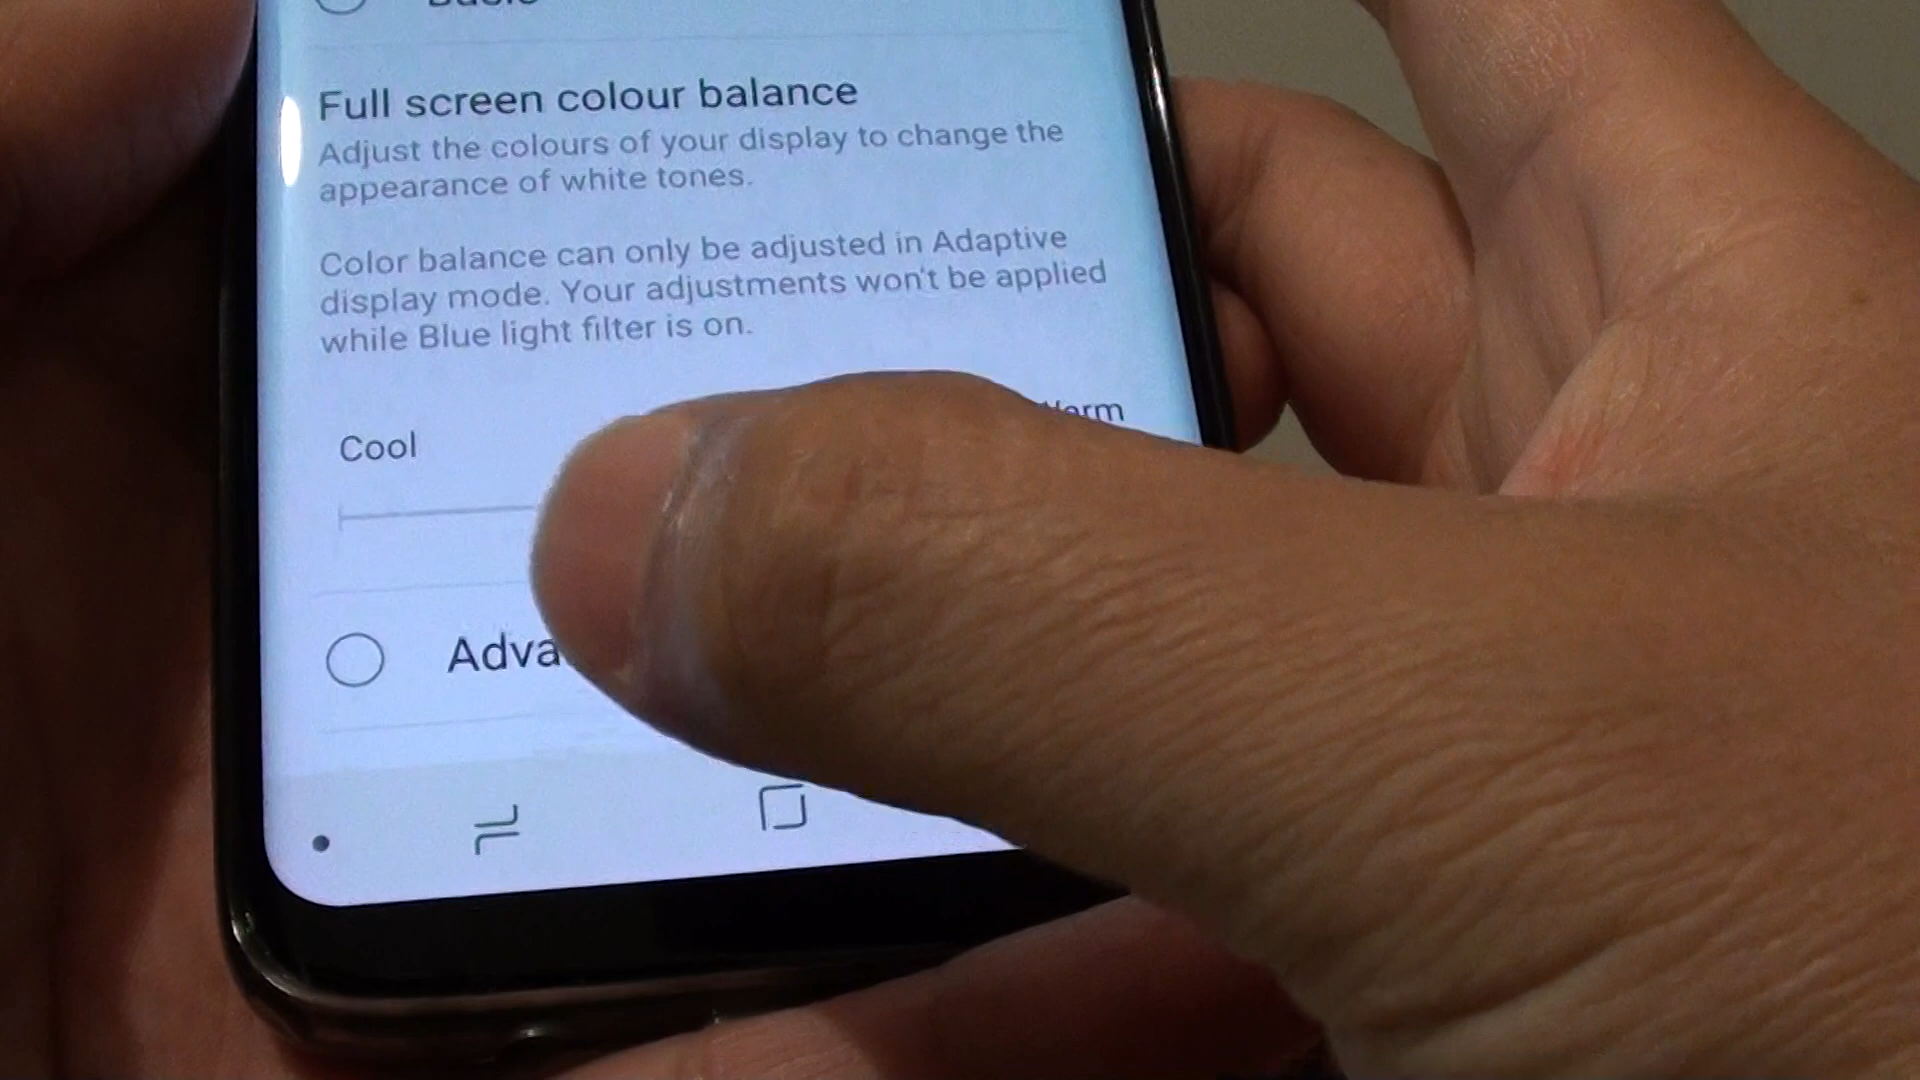 Full screen colour balance
Adjust the colours of your display to change the
appearance of white tones.
Color balance can only be adjusted in Adaptive
display mode. Your adjustments won't be applied
while Blue light filter is on.
Cool